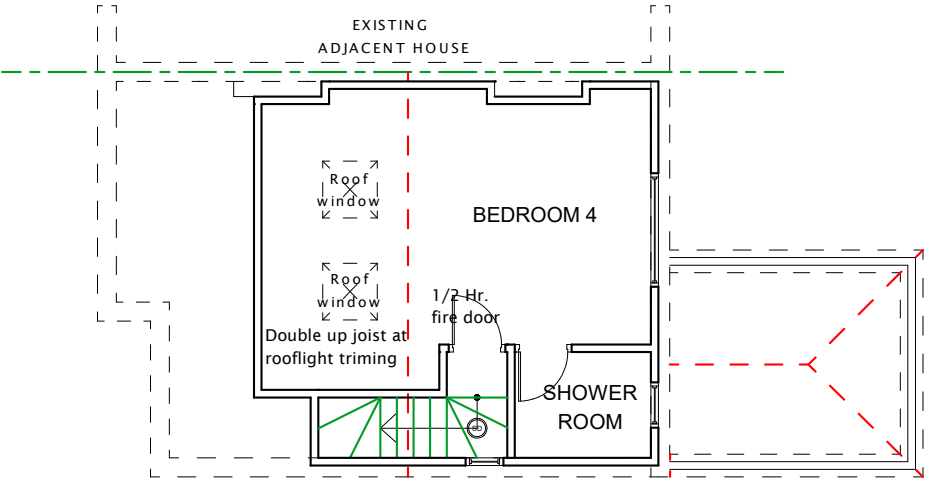 EXISTING
ADJACENT HOUSE
Roof
window
BEDROOM 4
Roof
window
1/2 Hr.
fire door
Double up joist at
rooflight triming
SHOWER
ROOM